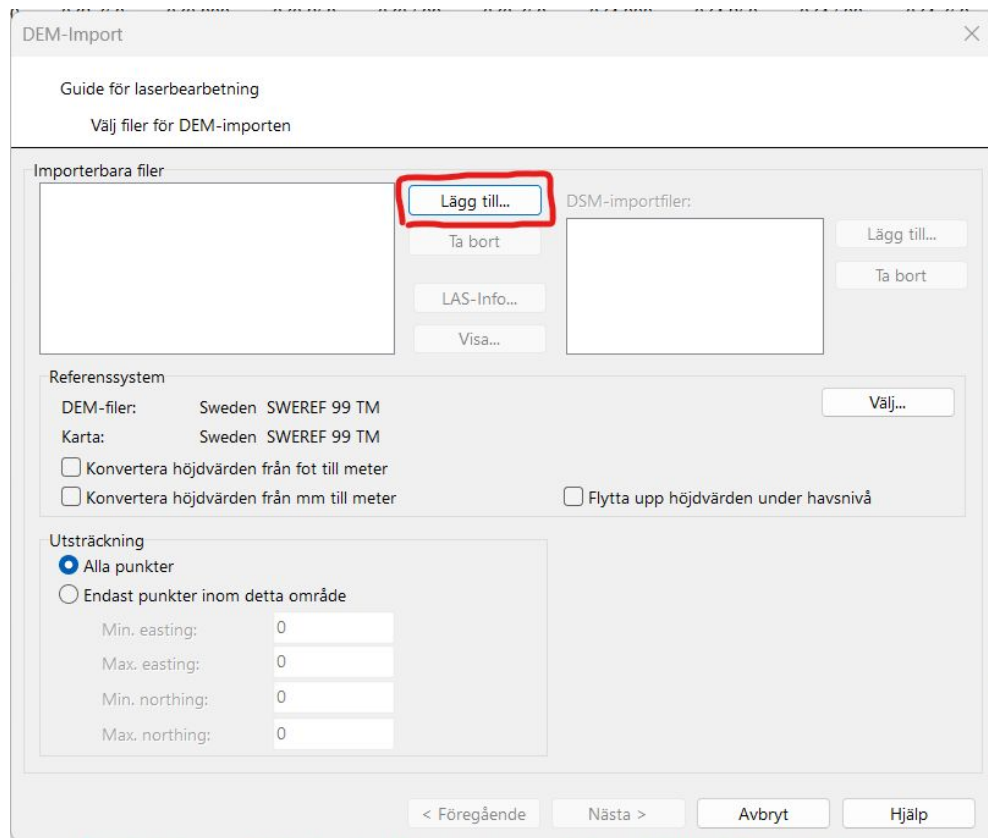 DEM-Import
Guide för laserbearbetning
Välj filer för DEM-importen
Importerbara filer
Lägg till...
Ta bort
LAS-Info...
Visa...
DSM-importfiler:
Lägg till...
Ta bort
Referenssystem
DEM-filer: Sweden SWEREF 99 TM
Välj...
Karta: Sweden SWEREF 99 TM
Konvertera höjdvärden från fot till meter
Konvertera höjdvärden från mm till meter
Flytta upp höjdvärden under havsnivå
Utsträckning
Alla punkter
Endast punkter inom detta område
Min. easting: 0
Max. easting: 0
Min. northing: 0
Max. northing: 0
< Föregående
Nästa >
Avbryt
Hjälp